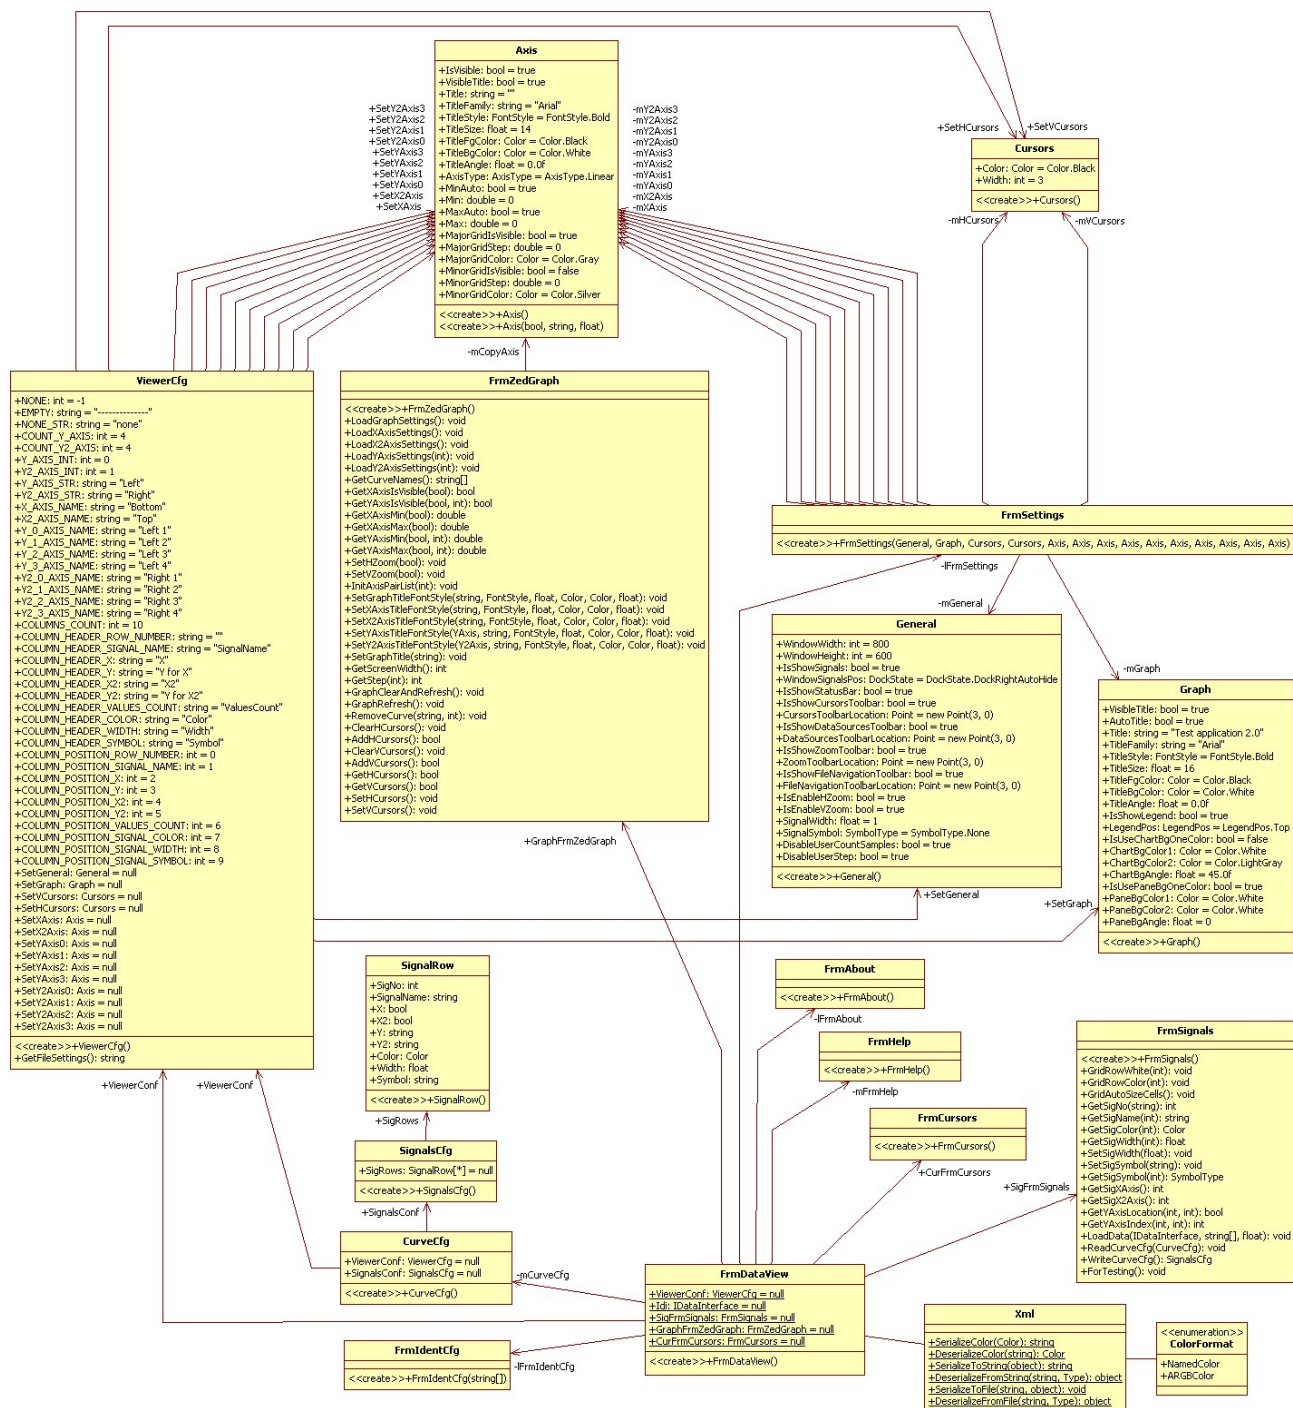 Axis
+IsVisible: bool = true
+VisibleTitle: bool = true
+Title: string = ""
+TitleFamily: string = "Arial"
+TitleStyle: FontStyle = FontStyle.Bold
+TitleSize: float = 14
+TitleFgColor: Color = Color.Black
+TitleBgColor: Color = Color.White
+TitleAngle: float = 0.0f
+AxisType: AxisType = AxisType.Linear
+MinAuto: bool = true
+Min: double = 0
+MaxAuto: bool = true
+Max: double = 0
+MajorGridIsVisible: bool = true
+MajorGridStep: double = 0
+MajorGridColor: Color = Color.Gray
+MinorGridIsVisible: bool = false
+MinorGridStep: double = 0
+MinorGridColor: Color = Color.Silver
<<create>>+Axis()
<<create>>+Axis(bool, string, float)
+SetY2Axis3
+SetY2Axis2
+SetY2Axis1
+SetY2Axis0
+SetYAxis3
+SetYAxis2
+SetYAxis1
+SetYAxis0
+SetX2Axis
+SetXAxis
-mY2Axis3
-mY2Axis2
-mY2Axis1
-mY2Axis0
-mYAxis3
-mYAxis2
-mYAxis1
-mYAxis0
-mX2Axis
-mXAxis
+SetHCursors
+SetVCursors
Cursors
+Color: Color = Color.Black
+Width: int = 3
<<create>>+Cursors()
-mHCursors
-mVCursors
-mCopyAxis
ViewerCfg
+NONE: int = -1
+EMPTY: string = "--------------"
+NONE_STR: string = "none"
+COUNT_Y_AXIS: int = 4
+COUNT_Y2_AXIS: int = 4
+Y_AXIS_INT: int = 0
+Y2_AXIS_INT: int = 1
+Y_AXIS_STR: string = "Left"
+Y2_AXIS_STR: string = "Right"
+X_AXIS_NAME: string = "Bottom"
+X2_AXIS_NAME: string = "Top"
+Y_0_AXIS_NAME: string = "Left 1"
+Y_1_AXIS_NAME: string = "Left 2"
+Y_2_AXIS_NAME: string = "Left 3"
+Y_3_AXIS_NAME: string = "Left 4"
+Y2_0_AXIS_NAME: string = "Right 1"
+Y2_1_AXIS_NAME: string = "Right 2"
+Y2_2_AXIS_NAME: string = "Right 3"
+Y2_3_AXIS_NAME: string = "Right 4"
+COLUMNS_COUNT: int = 10
+COLUMN_HEADER_ROW_NUMBER: string = ""
+COLUMN_HEADER_SIGNAL_NAME: string = "SignalName"
+COLUMN_HEADER_X: string = "X"
+COLUMN_HEADER_Y: string = "Y for X"
+COLUMN_HEADER_X2: string = "X2"
+COLUMN_HEADER_Y2: string = "Y for X2"
+COLUMN_HEADER_VALUES_COUNT: string = "ValuesCount"
+COLUMN_HEADER_COLOR: string = "Color"
+COLUMN_HEADER_WIDTH: string = "Width"
+COLUMN_HEADER_SYMBOL: string = "Symbol"
+COLUMN_POSITION_ROW_NUMBER: int = 0
+COLUMN_POSITION_SIGNAL_NAME: int = 1
+COLUMN_POSITION_X: int = 2
+COLUMN_POSITION_Y: int = 3
+COLUMN_POSITION_X2: int = 4
+COLUMN_POSITION_Y2: int = 5
+COLUMN_POSITION_VALUES_COUNT: int = 6
+COLUMN_POSITION_SIGNAL_COLOR: int = 7
+COLUMN_POSITION_SIGNAL_WIDTH: int = 8
+COLUMN_POSITION_SIGNAL_SYMBOL: int = 9
+SetGeneral: General = null
+SetGraph: Graph = null
+SetVCursors: Cursors = null
+SetHCursors: Cursors = null
+SetXAxis: Axis = null
+SetX2Axis: Axis = null
+SetYAxis0: Axis = null
+SetYAxis1: Axis = null
+SetYAxis2: Axis = null
+SetYAxis3: Axis = null
+SetY2Axis0: Axis = null
+SetY2Axis1: Axis = null
+SetY2Axis2: Axis = null
+SetY2Axis3: Axis = null
<<create>>+ViewerCfg()
+GetFileSettings(): string
FrmZedGraph
<<create>>+FrmZedGraph()
+LoadGraphSettings(): void
+LoadXAxisSettings(): void
+LoadX2AxisSettings(): void
+LoadYAxisSettings(int): void
+LoadY2AxisSettings(int): void
+GetCurveNames(): string[]
+GetXAxisIsVisible(bool): bool
+GetYAxisIsVisible(bool, int): bool
+GetXAxisMin(bool): double
+GetXAxisMax(bool): double
+GetYAxisMin(bool, int): double
+GetYAxisMax(bool, int): double
+SetHZoom(bool): void
+SetVZoom(bool): void
+InitAxisPairList(int): void
+SetGraphTitleFontStyle(string, FontStyle, float, Color, Color, float): void
+SetXAxisTitleFontStyle(string, FontStyle, float, Color, Color, float): void
+SetX2AxisTitleFontStyle(string, FontStyle, float, Color, Color, float): void
+SetYAxisTitleFontStyle(YAxis, string, FontStyle, float, Color, Color, float): void
+SetY2AxisTitleFontStyle(Y2Axis, string, FontStyle, float, Color, Color, float): void
+SetGraphTitle(string): void
+GetScreenWidth(): int
+GetStep(int): int
+GraphClearAndRefresh(): void
+GraphRefresh(): void
+RemoveCurve(string, int): void
+ClearHCursors(): void
+AddHCursors(): bool
+ClearVCursors(): void
+AddVCursors(): bool
+GetHCursors(): bool
+GetVCursors(): bool
+SetHCursors(): void
+SetVCursors(): void
+GraphFrmZedGraph
FrmSettings
<<create>>+FrmSettings(General, Graph, Cursors, Cursors, Axis, Axis, Axis, Axis, Axis, Axis, Axis, Axis, Axis, Axis)
-lFrmSettings
-mGeneral
-mGraph
General
+WindowWidth: int = 800
+WindowHeight: int = 600
+IsShowSignals: bool = true
+WindowSignalsPos: DockState = DockState.DockRightAutoHide
+IsShowStatusBar: bool = true
+IsShowCursorsToolbar: bool = true
+CursorsToolbarLocation: Point = new Point(3, 0)
+IsShowDataSourcesToolbar: bool = true
+DataSourcesToolbarLocation: Point = new Point(3, 0)
+IsShowZoomToolbar: bool = true
+ZoomToolbarLocation: Point = new Point(3, 0)
+IsShowFileNavigationToolbar: bool = true
+FileNavigationToolbarLocation: Point = new Point(3, 0)
+IsEnableHZoom: bool = true
+IsEnableVZoom: bool = true
+SignalWidth: float = 1
+SignalSymbol: SymbolType = SymbolType.None
+DisableUserCountSamples: bool = true
+DisableUserStep: bool = true
<<create>>+General()
+SetGeneral
+SetGraph
Graph
+VisibleTitle: bool = true
+AutoTitle: bool = true
+Title: string = "Test application 2.0"
+TitleFamily: string = "Arial"
+TitleStyle: FontStyle = FontStyle.Bold
+TitleSize: float = 16
+TitleFgColor: Color = Color.Black
+TitleBgColor: Color = Color.White
+TitleAngle: float = 0.0f
+IsShowLegend: bool = true
+LegendPos: LegendPos = LegendPos.Top
+IsUseChartBgOneColor: bool = false
+ChartBgColor1: Color = Color.White
+ChartBgColor2: Color = Color.LightGray
+ChartBgAngle: float = 45.0f
+IsUsePaneBgOneColor: bool = true
+PaneBgColor1: Color = Color.White
+PaneBgColor2: Color = Color.White
+PaneBgAngle: float = 0
<<create>>+Graph()
SignalRow
+SigNo: int
+SignalName: string
+X: bool
+X2: bool
+Y: string
+Y2: string
+Color: Color
+Width: float
+Symbol: string
<<create>>+SignalRow()
+SigRows
+ViewerConf
+ViewerConf
SignalsCfg
+SigRows: SignalRow[*] = null
<<create>>+SignalsCfg()
+SignalsConf
CurveCfg
+ViewerConf: ViewerCfg = null
+SignalsConf: SignalsCfg = null
<<create>>+CurveCfg()
-mCurveCfg
FrmIdentCfg
<<create>>+FrmIdentCfg(string[])
-lFrmIdentCfg
FrmAbout
<<create>>+FrmAbout()
-lFrmAbout
FrmHelp
<<create>>+FrmHelp()
-mFrmHelp
FrmCursors
<<create>>+FrmCursors()
+CurFrmCursors
+SigFrmSignals
FrmSignals
<<create>>+FrmSignals()
+GridRowWhite(int): void
+GridRowColor(int): void
+GridAutoSizeCells(): void
+GetSigNo(string): int
+GetSigName(int): string
+GetSigColor(int): Color
+GetSigWidth(int): float
+SetSigWidth(float): void
+SetSigSymbol(string): void
+GetSigSymbol(int): SymbolType
+GetSigXAxis(): int
+GetSigX2Axis(): int
+GetYAxisLocation(int, int): bool
+GetYAxisIndex(int, int): int
+LoadData(IDataInterface, string[], float): void
+ReadCurveCfg(CurveCfg): void
+WriteCurveCfg(): SignalsCfg
+ForTesting(): void
FrmDataView
+ViewerConf: ViewerCfg = null
+Idi: IDataInterface = null
+SigFrmSignals: FrmSignals = null
+GraphFrmZedGraph: FrmZedGraph = null
+CurFrmCursors: FrmCursors = null
<<create>>+FrmDataView()
Xml
+SerializeColor(Color): string
+DeserializeColor(string): Color
+SerializeToString(object): string
+DeserializeFromString(string, Type): object
+SerializeToFile(string, object): void
+DeserializeFromFile(string, Type): object
<<enumeration>>
ColorFormat
+NamedColor
+ARGBColor